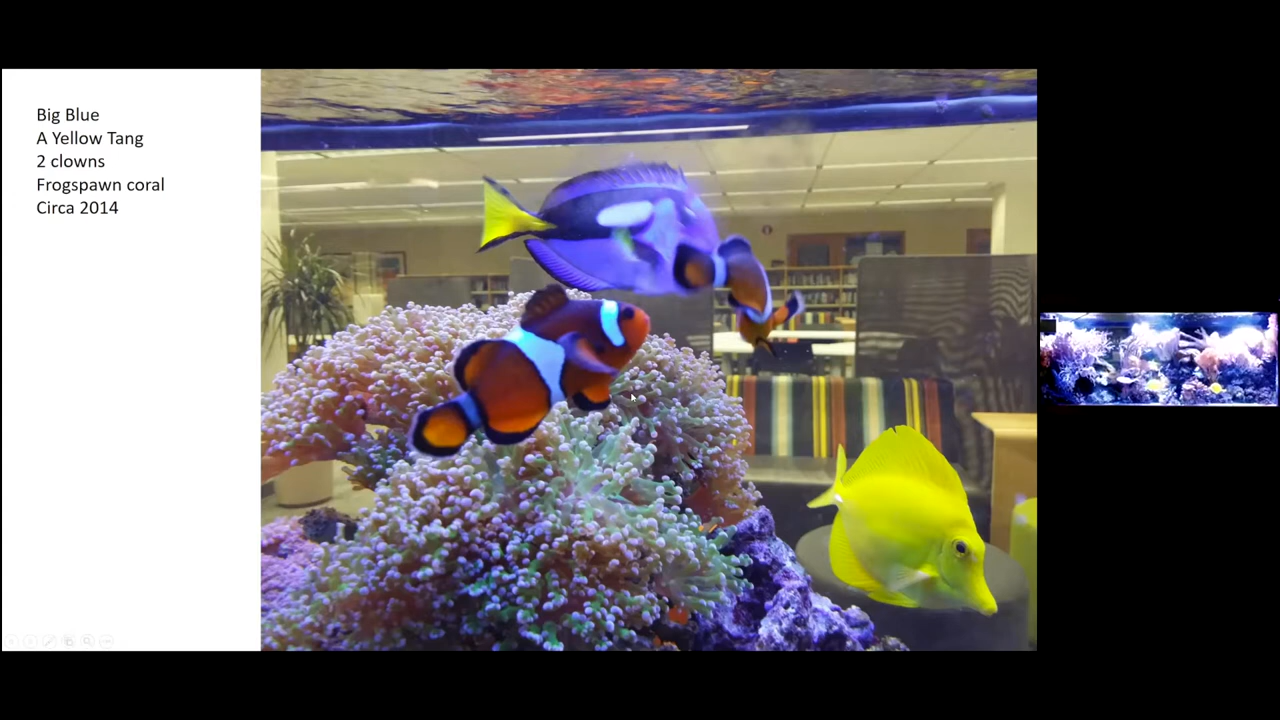 Big Blue
A Yellow Tang
2 clowns
Frogspawn coral
Circa 2014